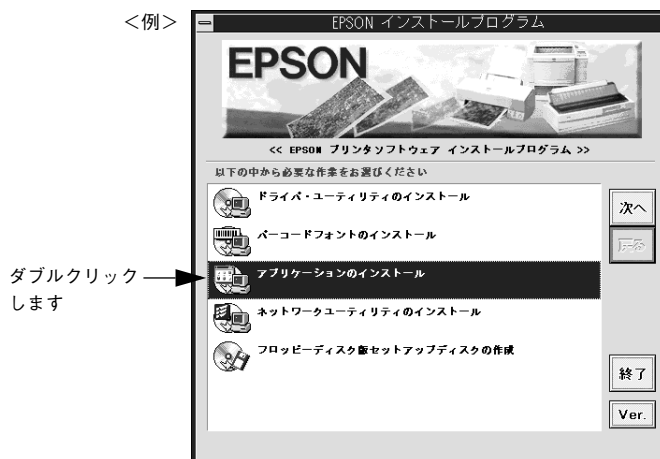 ＜例＞
EPSON インストールプログラム
EPSON
<< EPSON プリンタソフトウェア インストールプログラム >>
以下の中から必要な作業をお選びください
ドライバ・ユーティリティのインストール
バーコードフォントのインストール
アプリケーションのインストール
ネットワークユーティリティのインストール
フロッピーディスク版セットアップディスクの作成
次へ
戻る
終了
Ver.
ダブルクリック
します